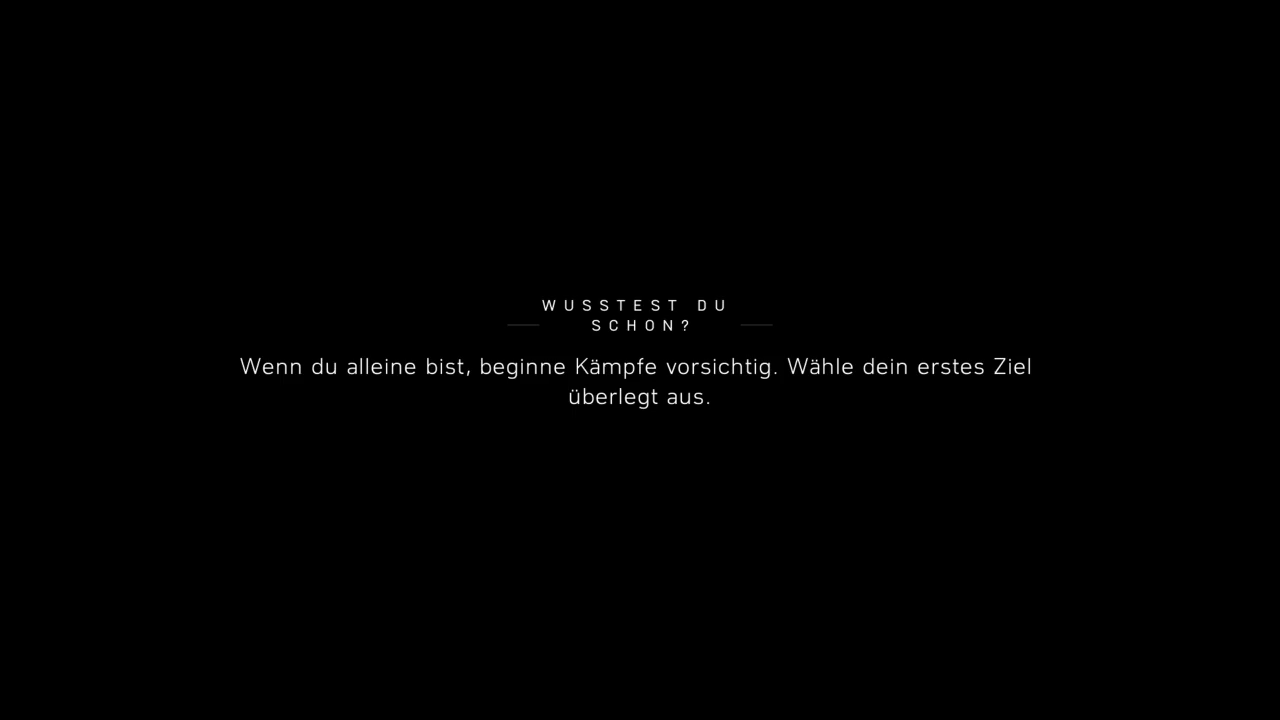 WUSSTEST DU
SCHON?
Wenn du alleine bist, beginne Kämpfe vorsichtig. Wähle dein erstes Ziel
überlegt aus.